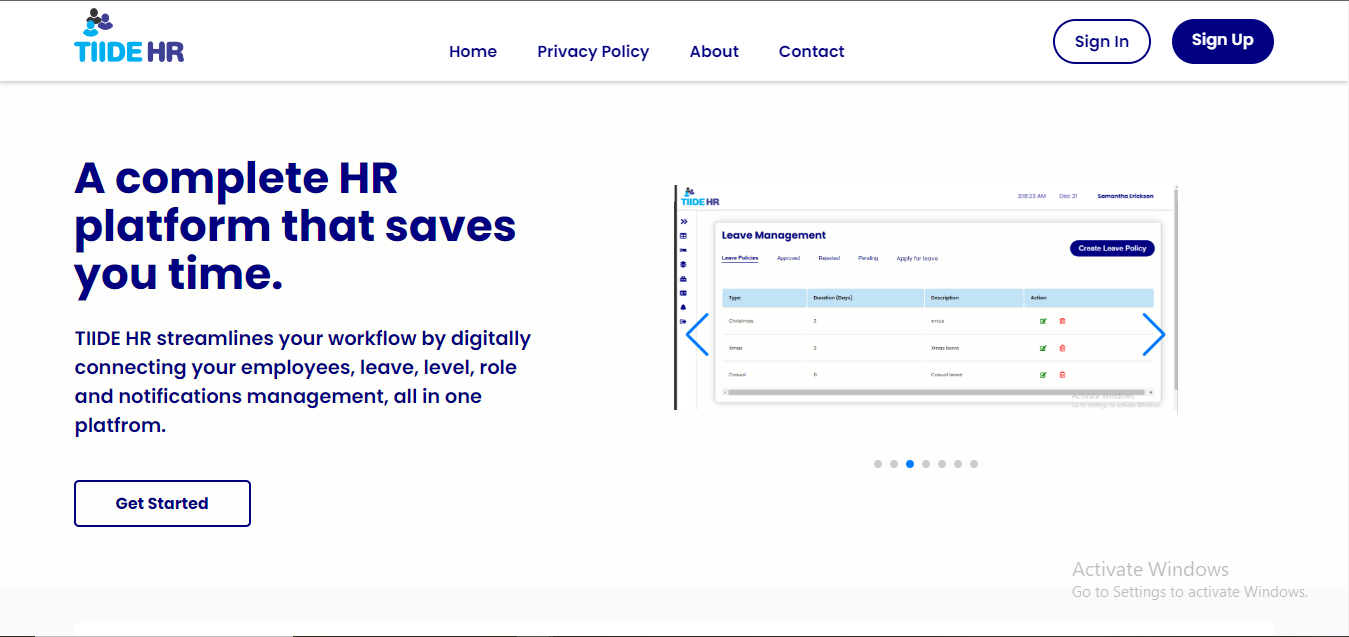 TIIDE HR
Home Privacy Policy About Contact
Sign In Sign Up
A complete HR
platform that saves
you time.
TIIDE HR streamlines your workflow by digitally
connecting your employees, leave, level, role
and notifications management, all in one
platfrom.
Get Started
TIIDE HR
3:18:23 AM Dec 21 Samantha Erickson
Leave Management
Create Leave Policy
Leave Policies Approved Rejected Pending Apply for leave
Type Duration (Days) Description Action
Christmas 2 xmas
Xmas 3 Xmas leave
Casual 6 Casual leave
Activate Windows
Go to Settings to activate Windows.
Activate Windows
Go to Settings to activate Windows.